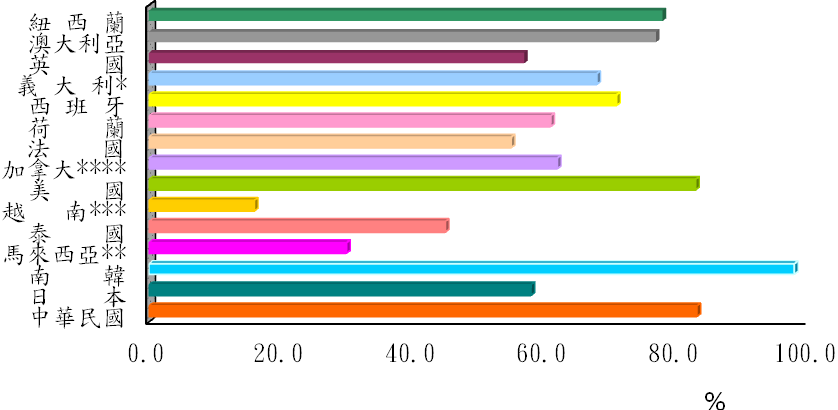 紐西蘭
澳大利亞
英國
義大利*
西班牙
荷蘭
法國
加拿大****
美國
越南***
泰國
馬來西亞**
南韓
日本
中華民國
0.0 20.0 40.0 60.0 80.0 100.0
%